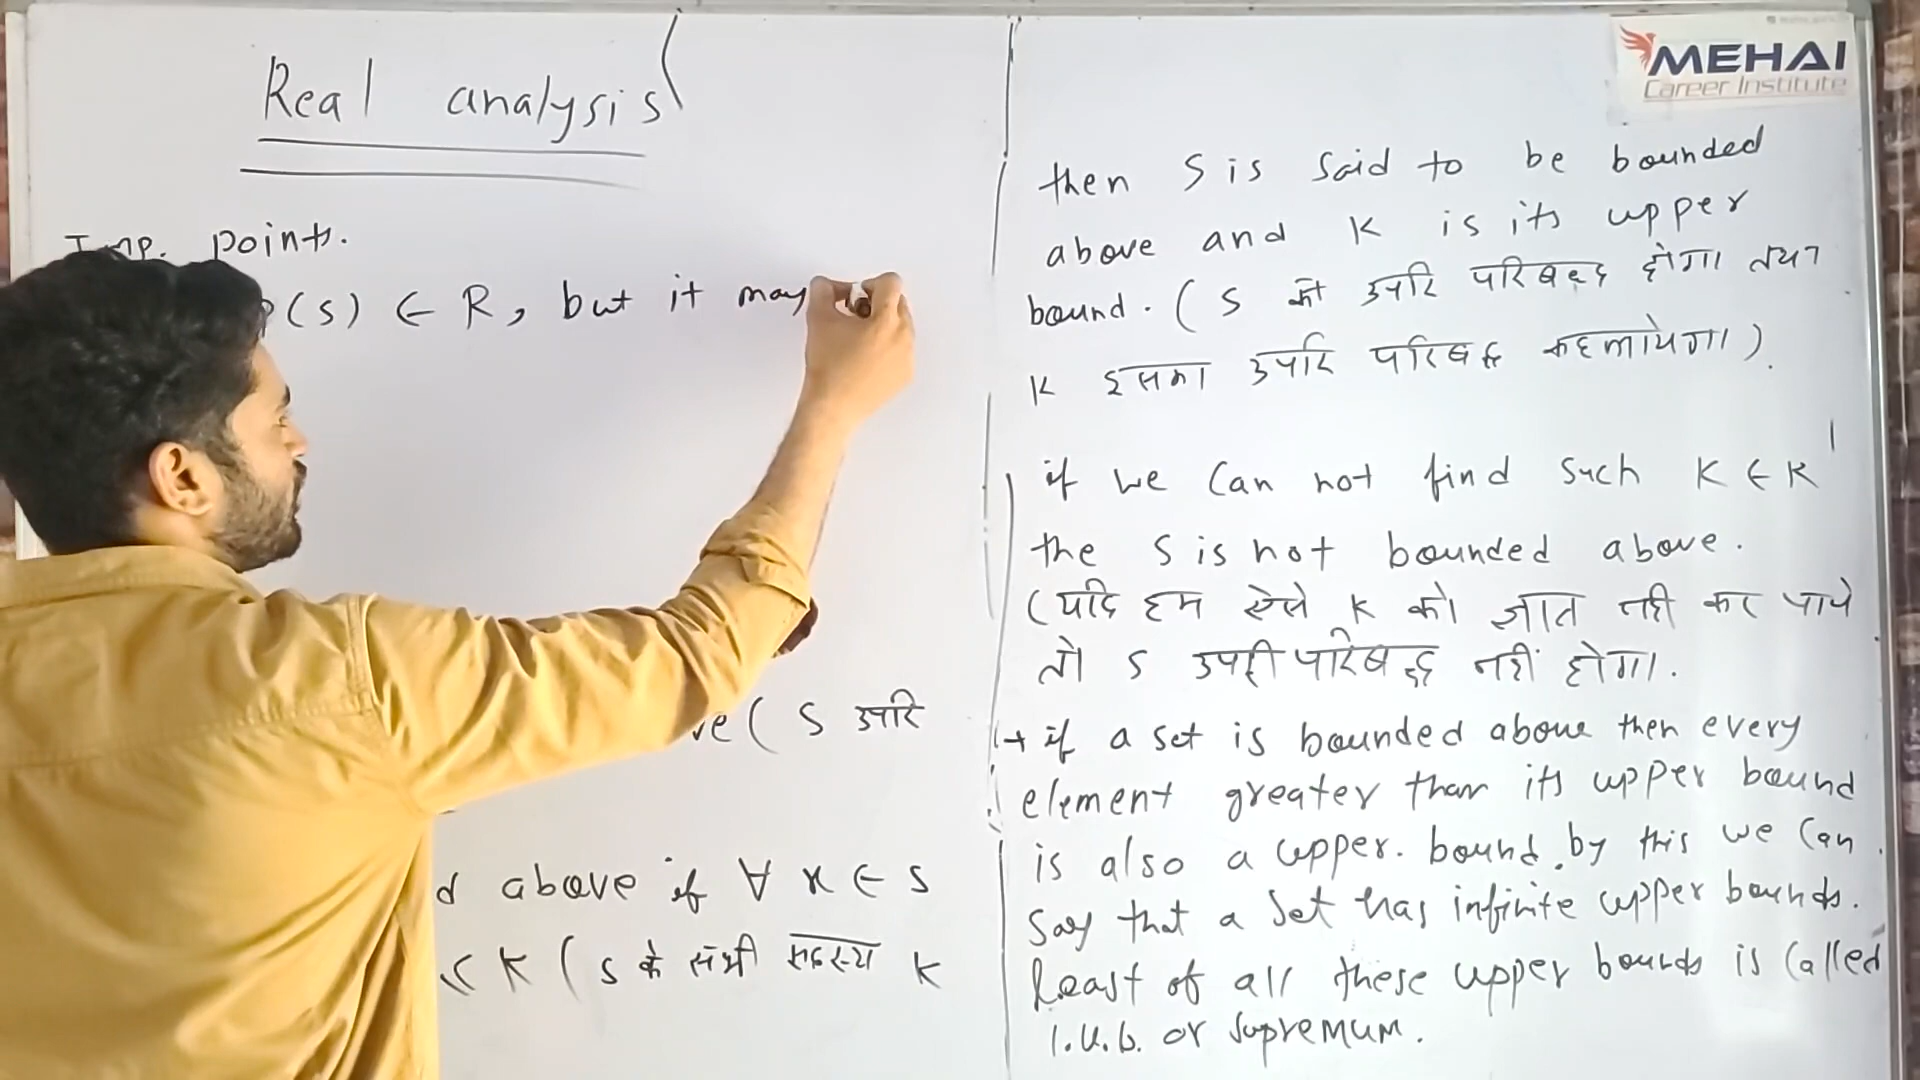 Real analysis
Imp. points.
(s) ∈ R, but it may
ve ( S उपरि
d above if ∀ x ∈ S
< K ( S के सभी सदस्य K
MEHAI
Career Institute
then S is said to be bounded
above and K is its upper
bound. ( S को उपरि परिबद्ध होगा तथा
K इसका उपरि परिबद्ध कहलायेगा ).
if we can not find such K ∈ R
the S is not bounded above.
( यदि हम ऐसे K को ज्ञात नही कर पाये
तो S उपरी परिबद्ध नहीं होगा.
→ if a set is bounded above then every
element greater than its upper bound
is also a upper. bound. by this we can
say that a set has infinite upper bounds.
least of all these upper bounds is called
l.u.b. or supremum.